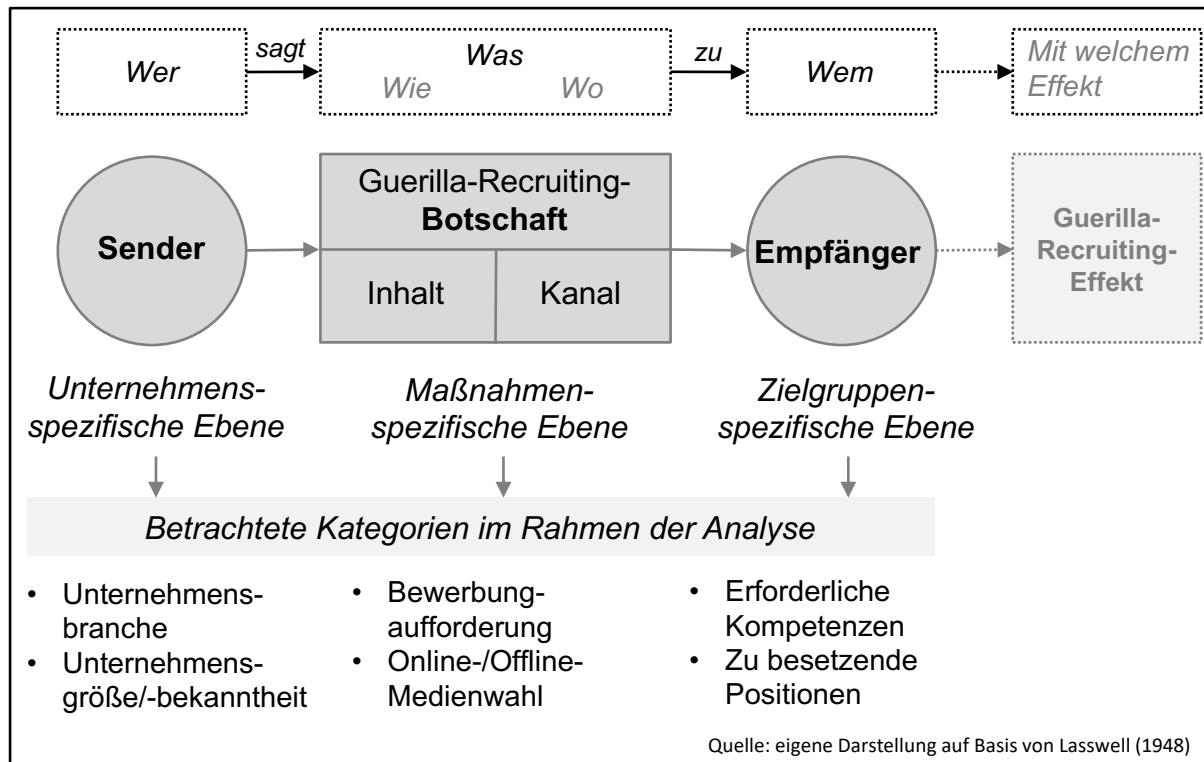 Wer
sagt
Was
Wie Wo
zu
Wem
Mit welchem
Effekt
Sender
Guerilla-Recruiting-
Botschaft
Inhalt
Kanal
Empfänger
Guerilla-
Recruiting-
Effekt
Unternehmens-
spezifische Ebene
Maßnahmen-
spezifische Ebene
Zielgruppen-
spezifische Ebene
Betrachtete Kategorien im Rahmen der Analyse
• Unternehmens-
branche
• Unternehmens-
größe/-bekanntheit
• Bewerbung-
aufforderung
• Online-/Offline-
Medienwahl
• Erforderliche
Kompetenzen
• Zu besetzende
Positionen
Quelle: eigene Darstellung auf Basis von Lasswell (1948)